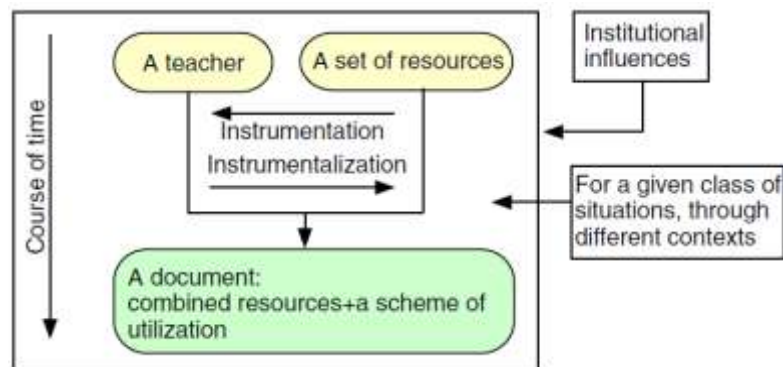 A teacher
A set of resources
Institutional
influences
Course of time
Instrumentation
Instrumentalization
For a given class of
situations, through
different contexts
A document:
combined resources+a scheme of
utilization